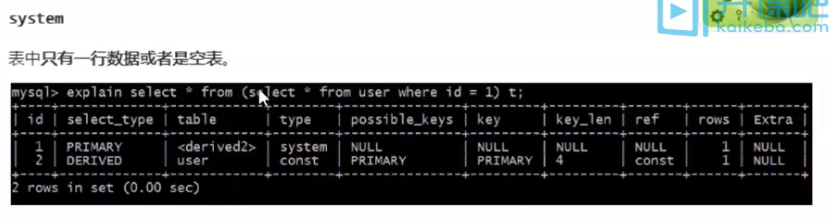 kaikeba.com
system
表中只有一行数据或者是空表。
mysql> explain select * from (select * from user where id = 1) t;
+----+-------------+------------+--------+---------------+---------+---------+-------+------+-------+
| id | select_type | table | type | possible_keys | key | key_len | ref | rows | Extra |
+----+-------------+------------+--------+---------------+---------+---------+-------+------+-------+
| 1 | PRIMARY | <derived2> | system | NULL | NULL | NULL | NULL | 1 | NULL |
| 2 | DERIVED | user | const | PRIMARY | PRIMARY | 4 | const | 1 | NULL |
+----+-------------+------------+--------+---------------+---------+---------+-------+------+-------+
2 rows in set (0.00 sec)